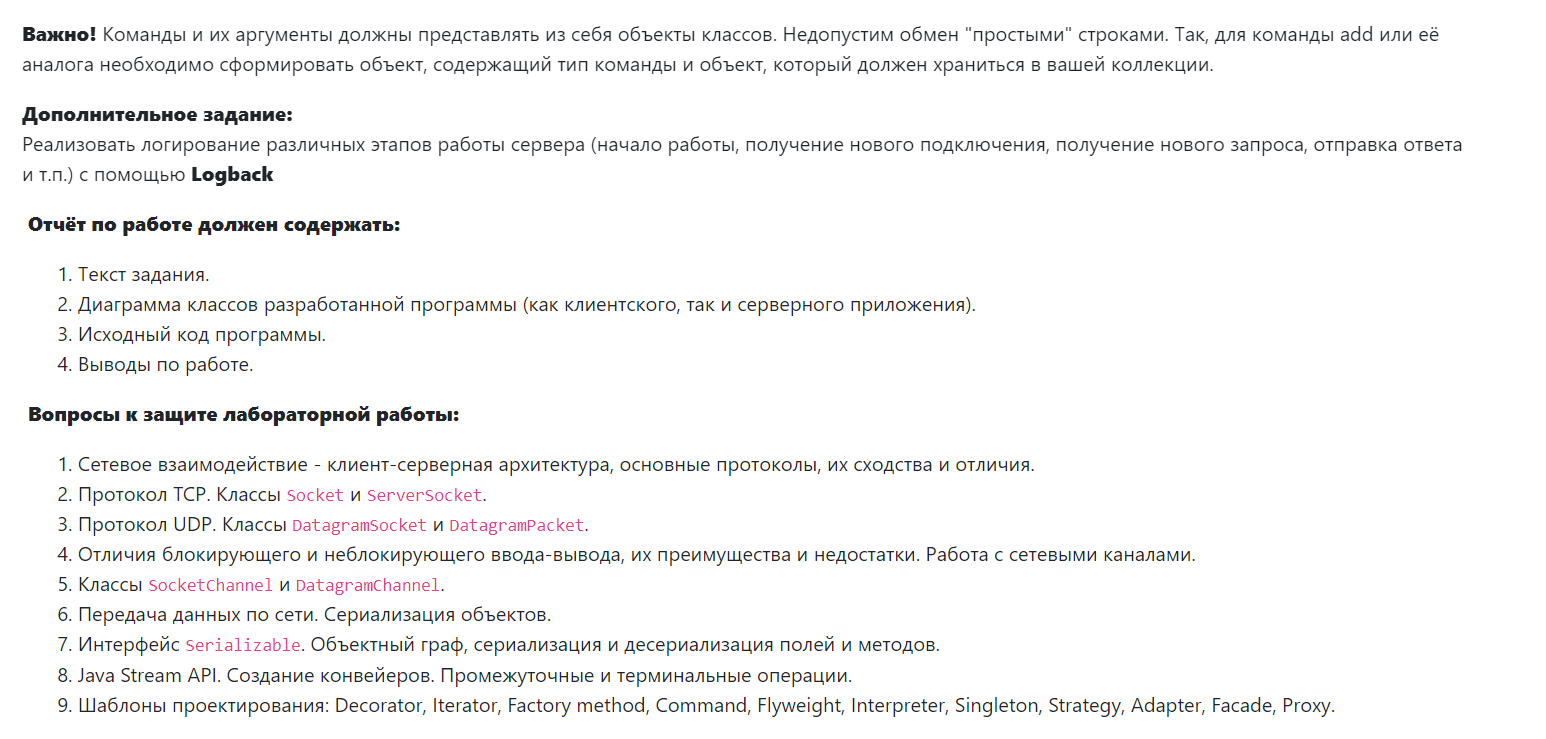 Важно! Команды и их аргументы должны представлять из себя объекты классов. Недопустим обмен "простыми" строками. Так, для команды add или её
аналога необходимо сформировать объект, содержащий тип команды и объект, который должен храниться в вашей коллекции.
Дополнительное задание:
Реализовать логирование различных этапов работы сервера (начало работы, получение нового подключения, получение нового запроса, отправка ответа
и т.п.) с помощью Logback
Отчёт по работе должен содержать:
1. Текст задания.
2. Диаграмма классов разработанной программы (как клиентского, так и серверного приложения).
3. Исходный код программы.
4. Выводы по работе.
Вопросы к защите лабораторной работы:
1. Сетевое взаимодействие - клиент-серверная архитектура, основные протоколы, их сходства и отличия.
2. Протокол TCP. Классы Socket и ServerSocket.
3. Протокол UDP. Классы DatagramSocket и DatagramPacket.
4. Отличия блокирующего и неблокирующего ввода-вывода, их преимущества и недостатки. Работа с сетевыми каналами.
5. Классы SocketChannel и DatagramChannel.
6. Передача данных по сети. Сериализация объектов.
7. Интерфейс Serializable. Объектный граф, сериализация и десериализация полей и методов.
8. Java Stream API. Создание конвейеров. Промежуточные и терминальные операции.
9. Шаблоны проектирования: Decorator, Iterator, Factory method, Command, Flyweight, Interpreter, Singleton, Strategy, Adapter, Facade, Proxy.